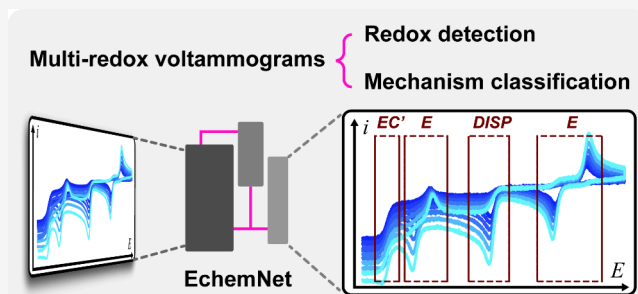 Redox detection
Multi-redox voltammograms
Mechanism classification
i
E
EchemNet
i
EC'
E
DISP
E
E